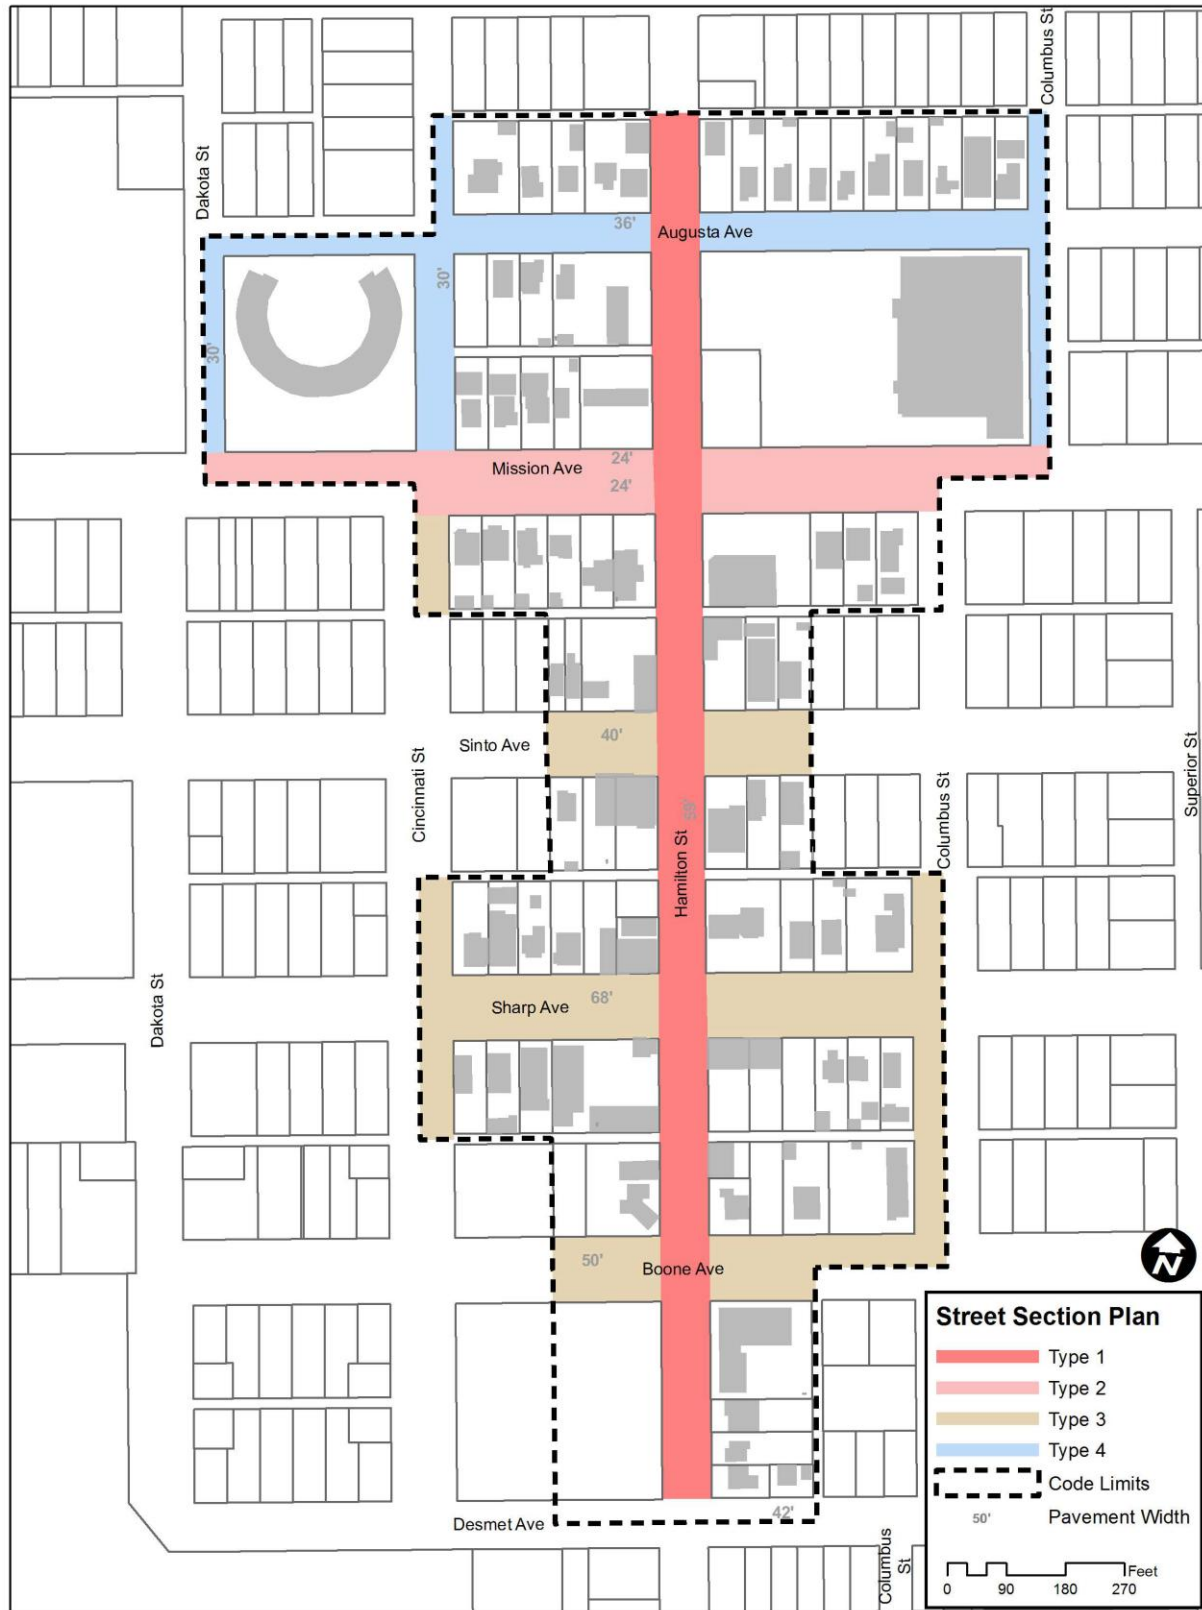 Columbus St
Dakota St
36'
Augusta Ave
30'
30'
24'
Mission Ave
24'
Sinto Ave
40'
Cincinnati St
59'
Hamilton St
Columbus St
Superior St
Dakota St
68'
Sharp Ave
50'
Boone Ave
N
Street Section Plan
Type 1
Type 2
Type 3
Type 4
Code Limits
50' Pavement Width
Feet
0 90 180 270
Desmet Ave
42'
Columbus
St